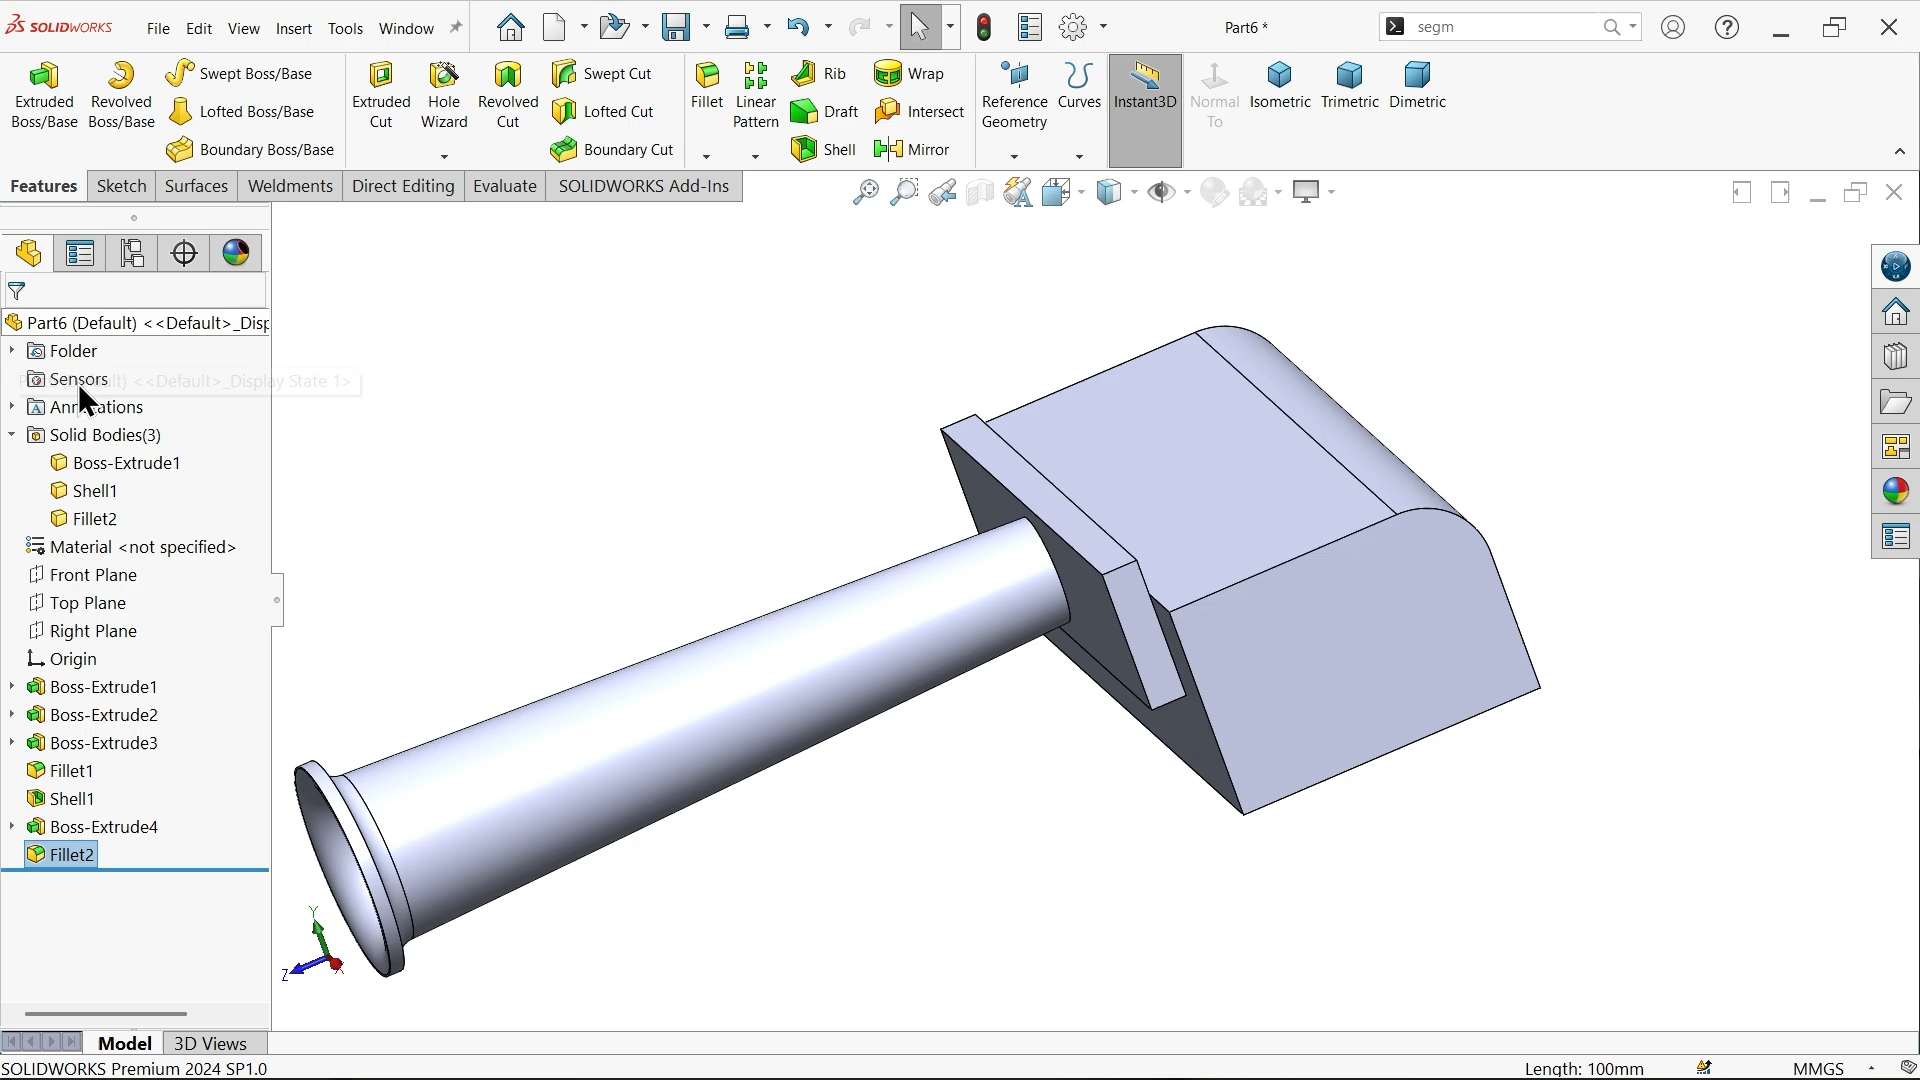 SOLIDWORKS File Edit View Insert Tools Window Part6 * segm
Extruded Boss/Base
Revolved Boss/Base
Swept Boss/Base
Lofted Boss/Base
Boundary Boss/Base
Extruded Cut
Hole Wizard
Revolved Cut
Swept Cut
Lofted Cut
Boundary Cut
Fillet
Linear Pattern
Rib
Draft
Shell
Wrap
Intersect
Mirror
Reference Geometry
Curves
Instant3D
Normal To
Isometric
Trimetric
Dimetric
Features Sketch Surfaces Weldments Direct Editing Evaluate SOLIDWORKS Add-Ins
Part6 (Default) <<Default>_Disp
Folder
Sensors
<<Default>_Display State 1>
Annotations
Solid Bodies(3)
Boss-Extrude1
Shell1
Fillet2
Material <not specified>
Front Plane
Top Plane
Right Plane
Origin
Boss-Extrude1
Boss-Extrude2
Boss-Extrude3
Fillet1
Shell1
Boss-Extrude4
Fillet2
Y
Z
X
Model 3D Views
SOLIDWORKS Premium 2024 SP1.0 Length: 100mm MMGS